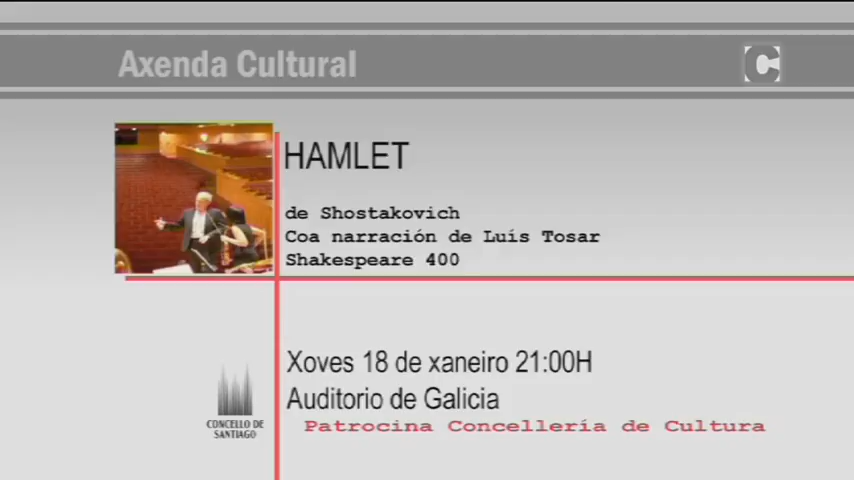 Axenda Cultural
C
HAMLET
de Shostakovich
Coa narración de Luís Tosar
Shakespeare 400
Xoves 18 de xaneiro 21:00H
Auditorio de Galicia
Patrocina Concellería de Cultura
CONCELLO DE
SANTIAGO